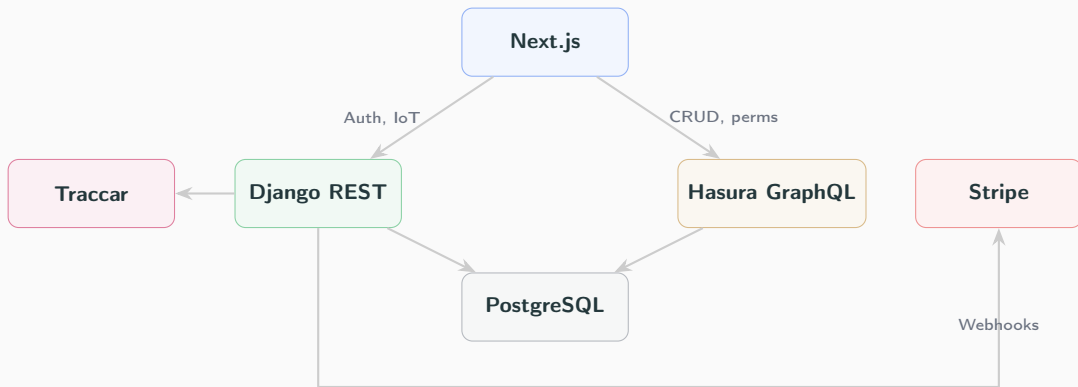 Next.js
Auth, IoT
CRUD, perms
Traccar
Django REST
Hasura GraphQL
Stripe
PostgreSQL
Webhooks